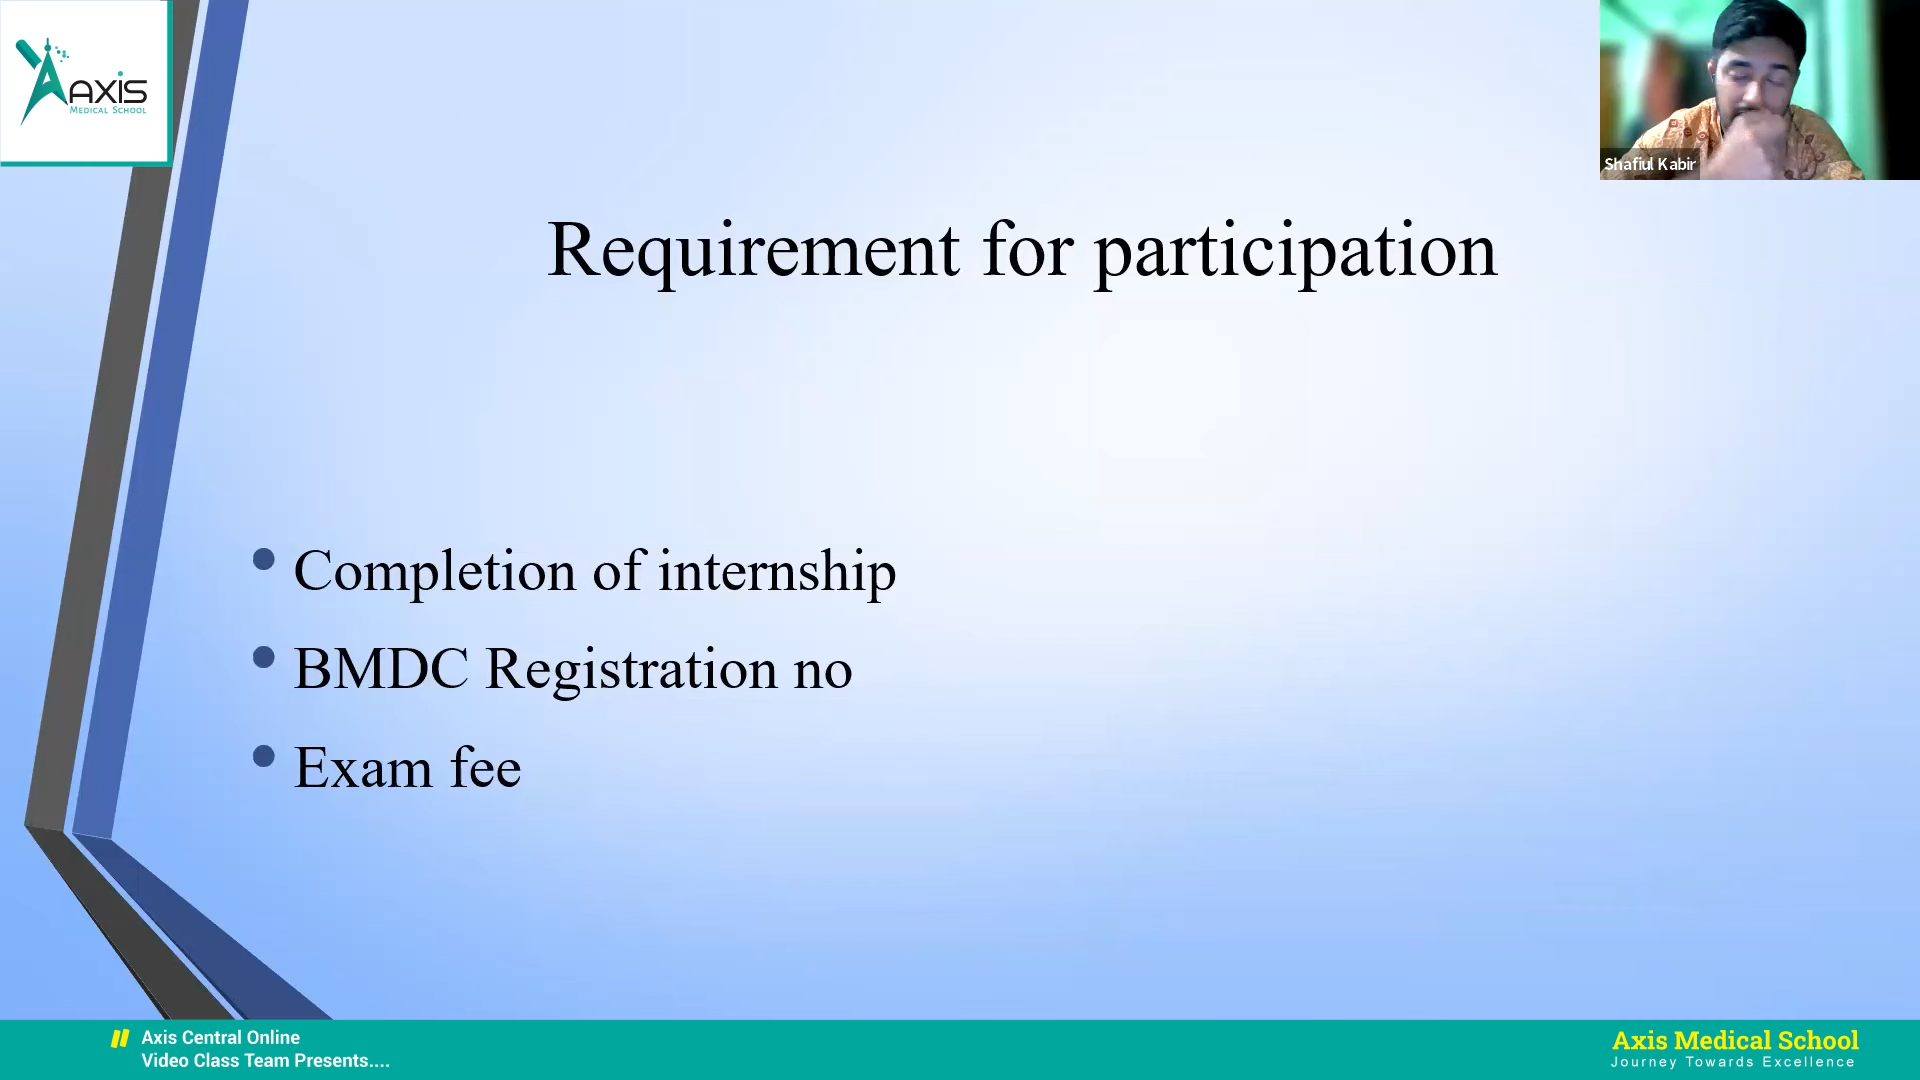 AXIS
MEDICAL SCHOOL
Shafiul Kabir
Requirement for participation
• Completion of internship
• BMDC Registration no
• Exam fee
Axis Central Online
Video Class Team Presents....
Axis Medical School
Journey Towards Excellence